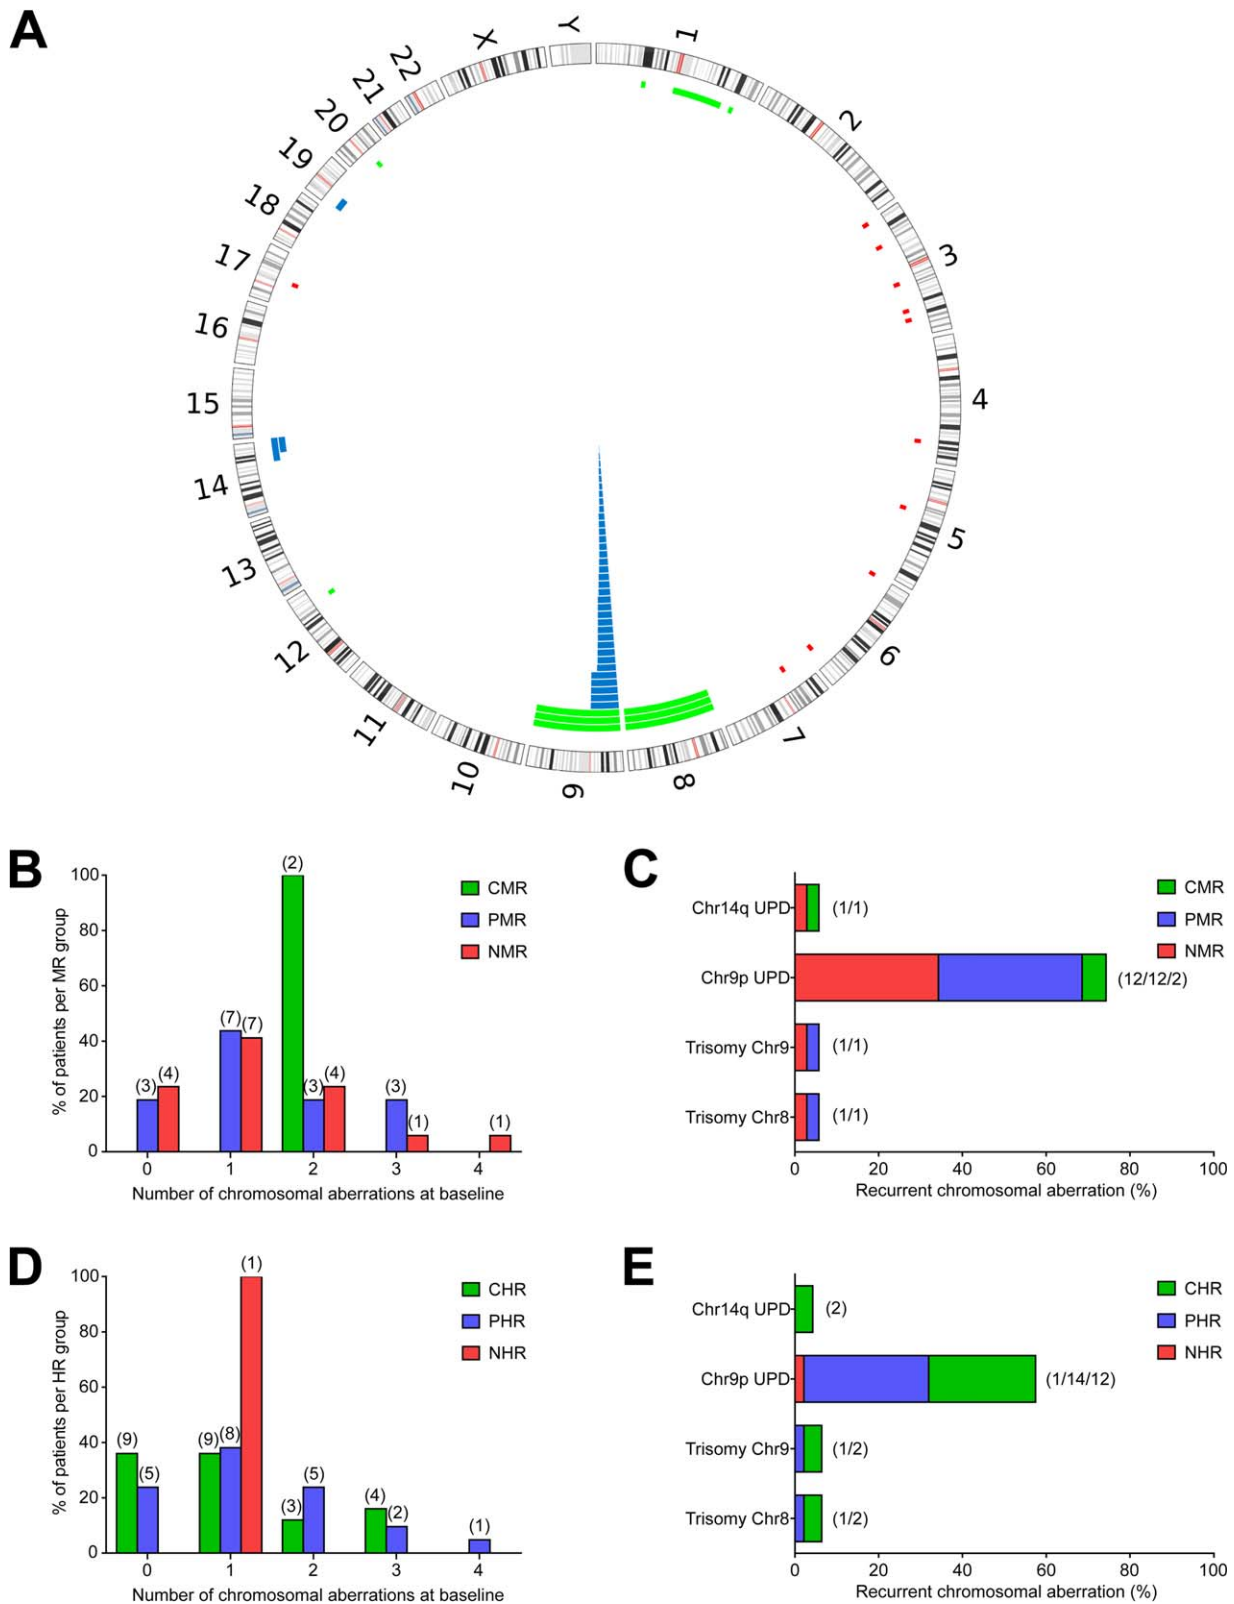 A
1
2
3
4
5
6
7
8
9
10
11
12
13
14
15
16
17
18
19
20
21
22
X
Y
B
100
80
60
40
20
0
% of patients per MR group
(3) (4) (7) (7) (2) (3) (4) (3) (1) (1)
CMR
PMR
NMR
0 1 2 3 4
Number of chromosomal aberrations at baseline
C
Chr14q UPD (1/1)
Chr9p UPD (12/12/2)
Trisomy Chr9 (1/1)
Trisomy Chr8 (1/1)
CMR
PMR
NMR
0 20 40 60 80 100
Recurrent chromosomal aberration (%)
D
100
80
60
40
20
0
% of patients per HR group
(9) (5) (9) (8) (1) (3) (5) (4) (2) (1)
CHR
PHR
NHR
0 1 2 3 4
Number of chromosomal aberrations at baseline
E
Chr14q UPD (2)
Chr9p UPD (1/14/12)
Trisomy Chr9 (1/2)
Trisomy Chr8 (1/2)
CHR
PHR
NHR
0 20 40 60 80 100
Recurrent chromosomal aberration (%)